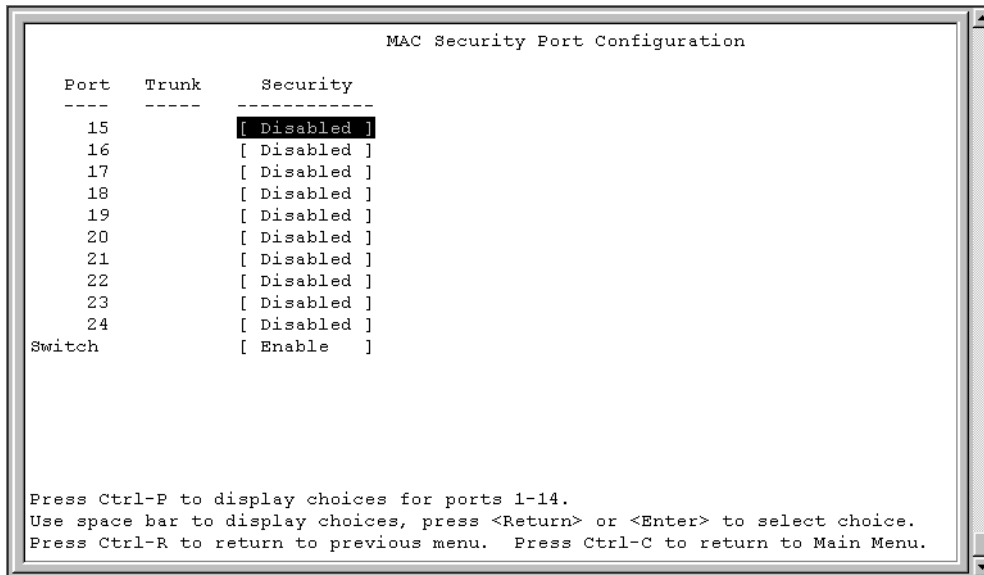 MAC Security Port Configuration
Port Trunk Security
---- ----- ------------
15 [ Disabled ]
16 [ Disabled ]
17 [ Disabled ]
18 [ Disabled ]
19 [ Disabled ]
20 [ Disabled ]
21 [ Disabled ]
22 [ Disabled ]
23 [ Disabled ]
24 [ Disabled ]
Switch [ Enable ]
Press Ctrl-P to display choices for ports 1-14.
Use space bar to display choices, press <Return> or <Enter> to select choice.
Press Ctrl-R to return to previous menu. Press Ctrl-C to return to Main Menu.